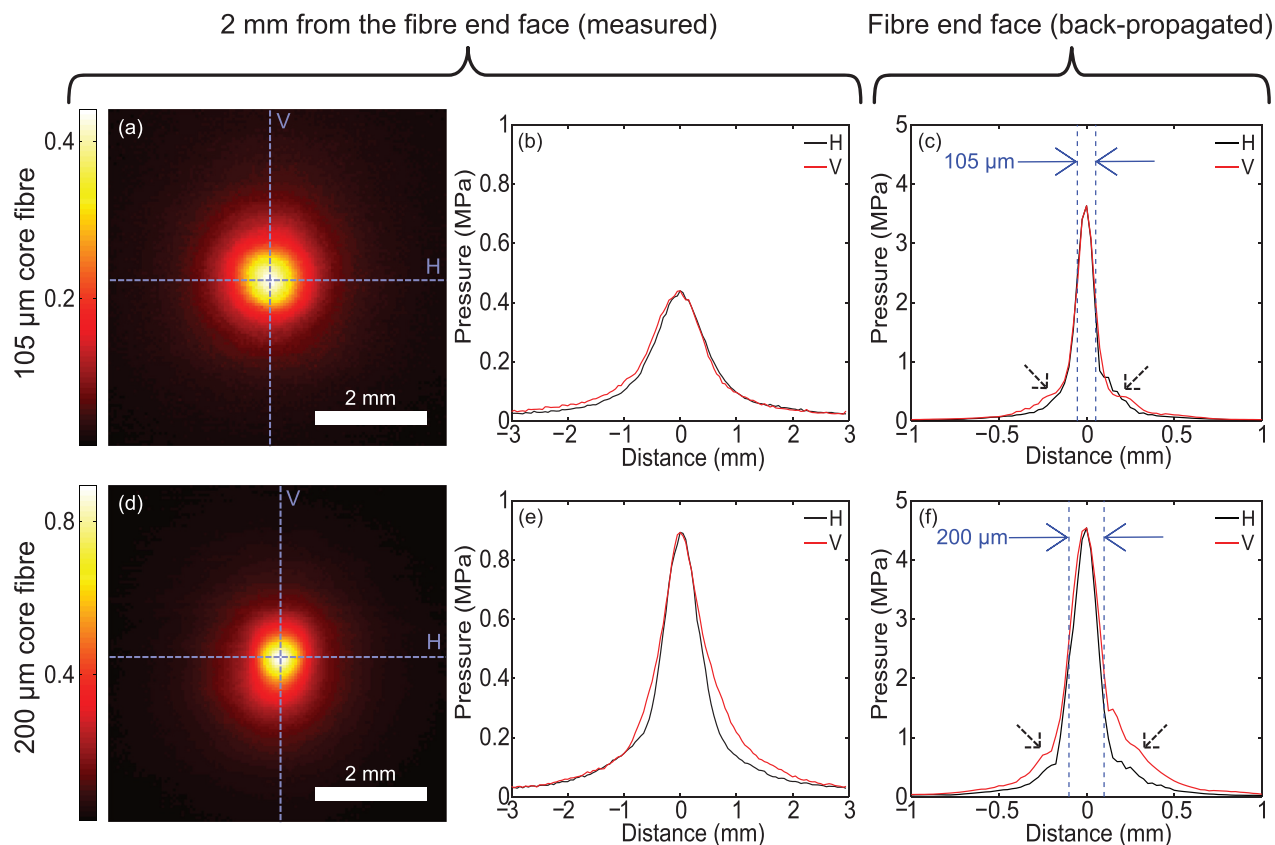 2 mm from the fibre end face (measured)
Fibre end face (back-propagated)
105 µm core fibre
0.4
0.2
(a)
V
H
2 mm
(b)
H
V
Pressure (MPa)
1
0.8
0.6
0.4
0.2
0
−3 −2 −1 0 1 2 3
Distance (mm)
(c)
H
V
105 µm
Pressure (MPa)
5
4
3
2
1
0
−1 −0.5 0 0.5 1
Distance (mm)
200 µm core fibre
0.8
0.4
(d)
V
H
2 mm
(e)
H
V
Pressure (MPa)
1
0.8
0.6
0.4
0.2
0
−3 −2 −1 0 1 2 3
Distance (mm)
(f)
H
V
200 µm
Pressure (MPa)
5
4
3
2
1
0
−1 −0.5 0 0.5 1
Distance (mm)